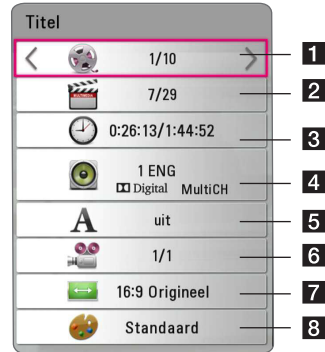 Titel
1/10 1
7/29 2
0:26:13/1:44:52 3
1 ENG
Digital MultiCH 4
uit 5
1/1 6
16:9 Origineel 7
Standaard 8